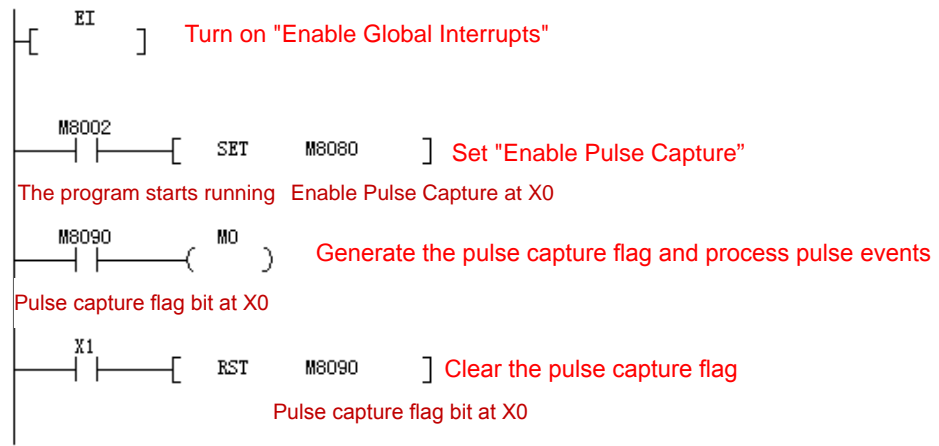 EI
[ ] Turn on "Enable Global Interrupts"
M8002
[ SET M8080 ] Set "Enable Pulse Capture”
The program starts running Enable Pulse Capture at X0
M8090 M0
( ) Generate the pulse capture flag and process pulse events
Pulse capture flag bit at X0
X1
[ RST M8090 ] Clear the pulse capture flag
Pulse capture flag bit at X0